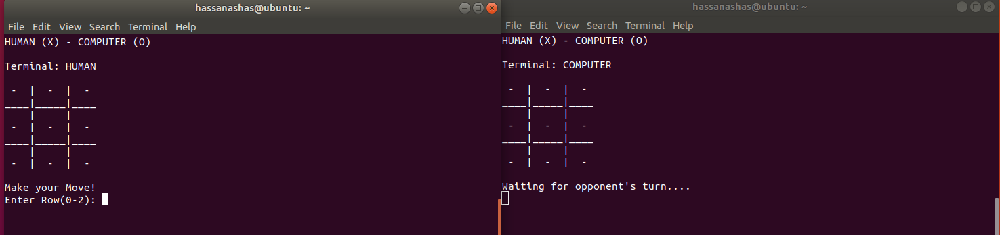 hassanashas@ubuntu: ~
File Edit View Search Terminal Help
HUMAN (X) - COMPUTER (O)
Terminal: HUMAN
 -  |  -  |  -
____|_____|____
    |     |
 -  |  -  |  -
____|_____|____
    |     |
 -  |  -  |  -
Make your Move!
Enter Row(0-2):
hassanashas@ubuntu: ~
File Edit View Search Terminal Help
HUMAN (X) - COMPUTER (O)
Terminal: COMPUTER
 -  |  -  |  -
____|_____|____
    |     |
 -  |  -  |  -
____|_____|____
    |     |
 -  |  -  |  -
Waiting for opponent's turn....